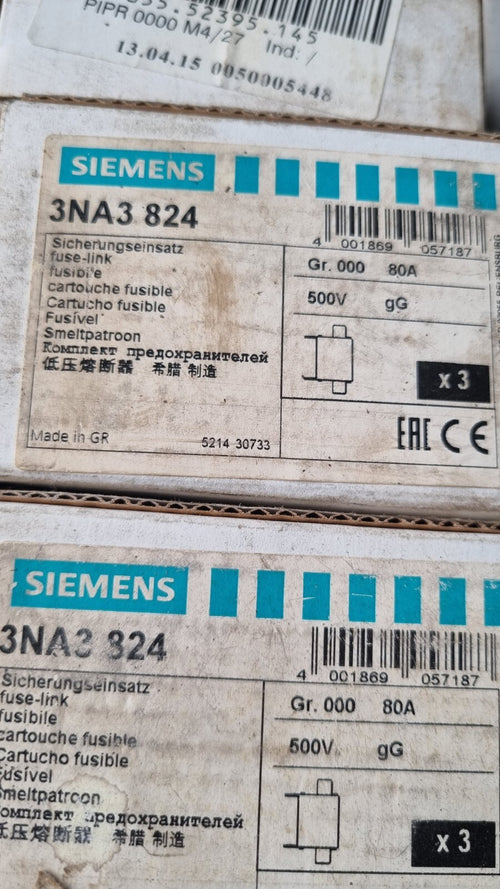 52395.145
PIPR 0000 M4/27 Ind: /
13.04.15 0050005448
SIEMENS
3NA3 824
4 001869 057187
Sicherungseinsatz
fuse-link
fusibile
cartouche fusible
Cartucho fusible
Fusível
Smeltpatroon
Комплект предохранителей
低压熔断器 希腊 制造
Gr. 000 80A
500V gG
x 3
Made in GR
5214 30733
EAC CE
SIEMENS
3NA3 824
4 001869 057187
Sicherungseinsatz
fuse-link
fusibile
cartouche fusible
Cartucho fusible
Fusível
Smeltpatroon
Комплект предохранителей
低压熔断器 希腊 制造
Gr. 000 80A
500V gG
x 3